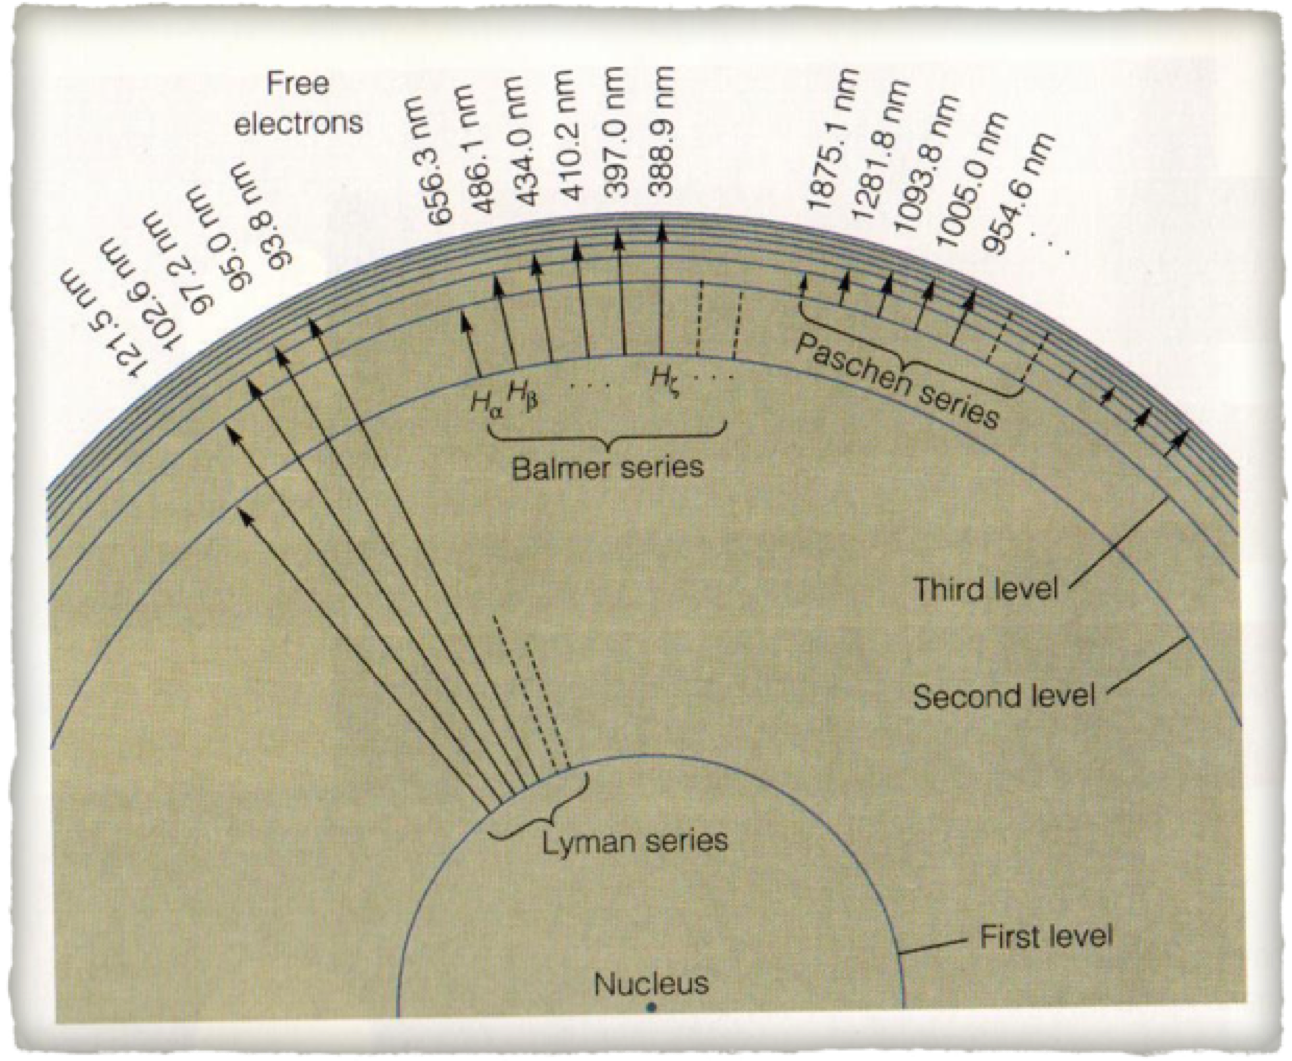 Free
electrons
121.5 nm
102.6 nm
97.2 nm
95.0 nm
93.8 nm
656.3 nm
486.1 nm
434.0 nm
410.2 nm
397.0 nm
388.9 nm
1875.1 nm
1281.8 nm
1093.8 nm
1005.0 nm
954.6 nm
. . .
Hα Hβ . . . Hζ . . .
Balmer series
Paschen series
Third level
Second level
Lyman series
First level
Nucleus